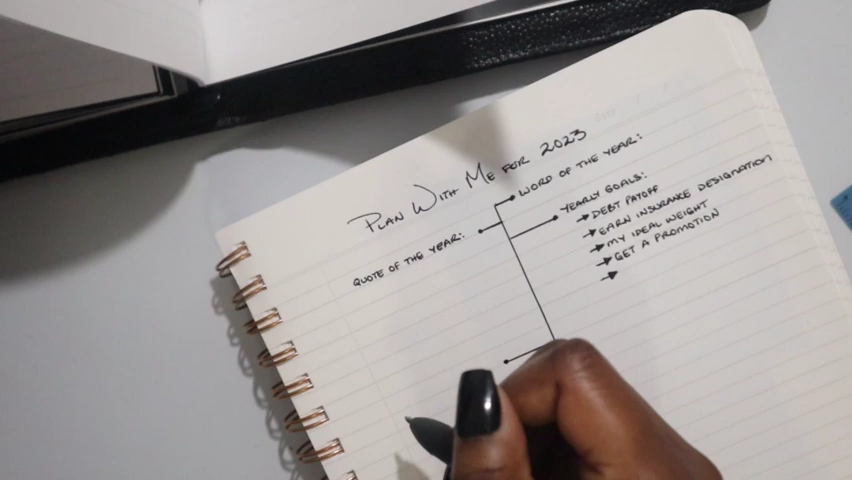 Plan With Me for 2023
Word of the Year:
Quote of the Year:
Yearly Goals:
→ Debt Payoff
→ Earn Insurance Designation
→ My Ideal Weight
→ Get a Promotion
→